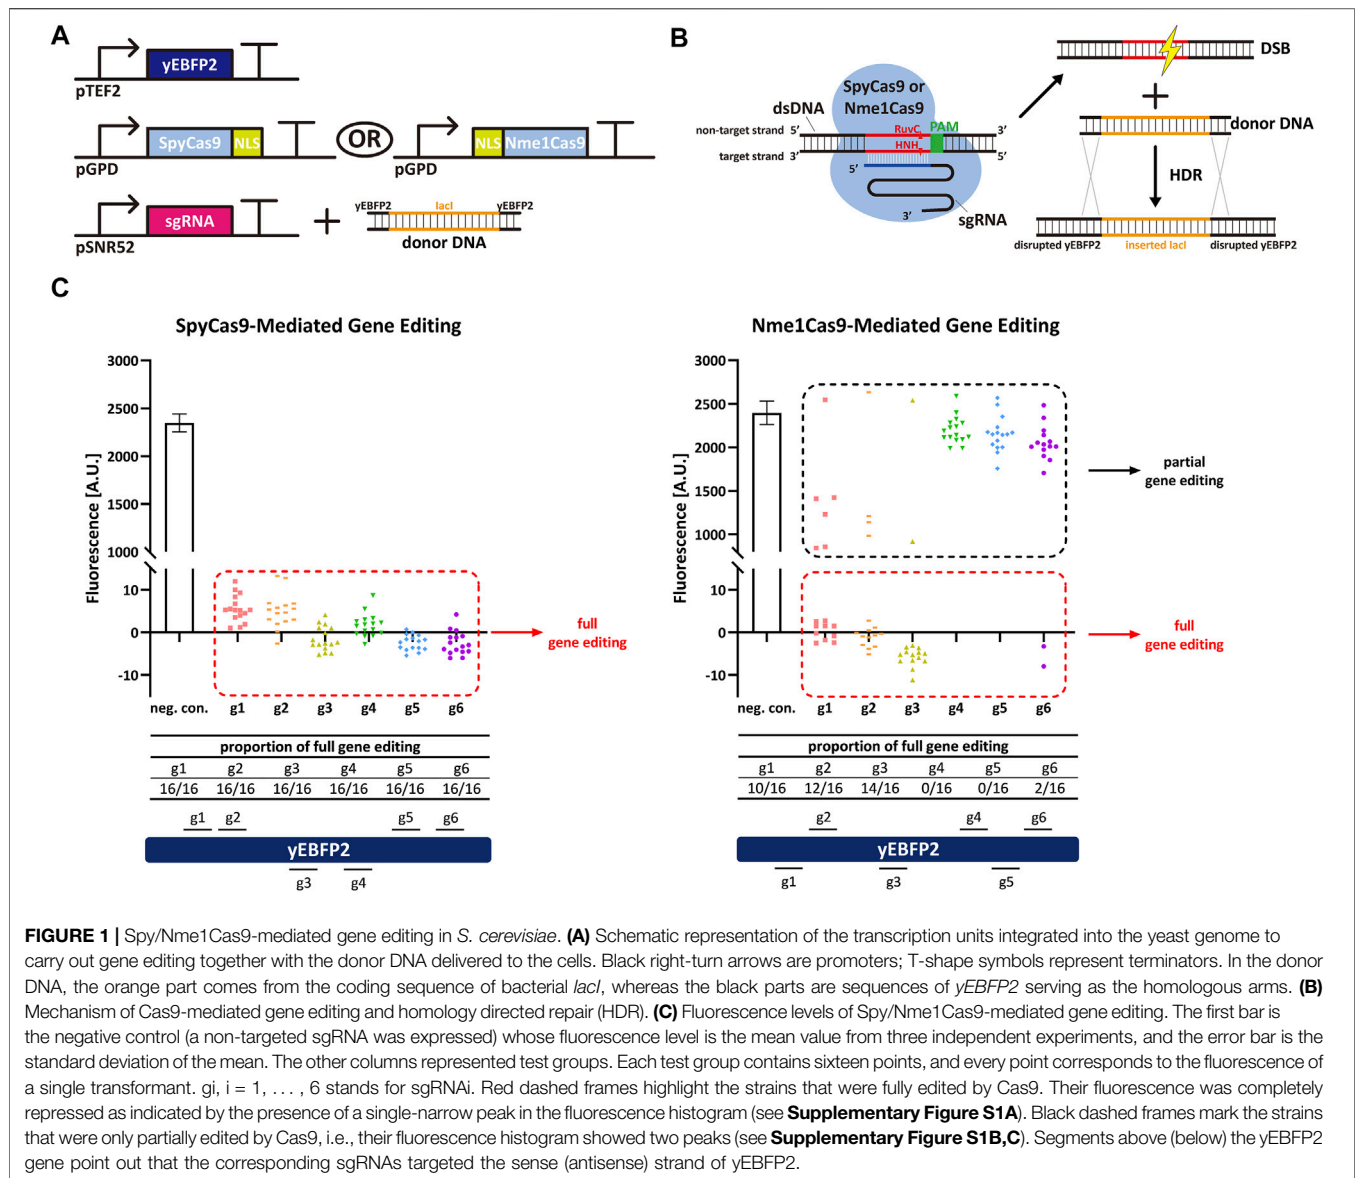 A
yEBFP2
pTEF2
SpyCas9 NLS
pGPD
OR
NLS Nme1Cas9
pGPD
sgRNA
pSNR52
yEBFP2 lacI yEBFP2
donor DNA
B
SpyCas9 or
Nme1Cas9
dsDNA
non-target strand 5' RuvC PAM 3'
target strand 3' HNH 5'
5'
3'
sgRNA
DSB
donor DNA
HDR
disrupted yEBFP2 inserted lacI disrupted yEBFP2
C
SpyCas9-Mediated Gene Editing
Fluorescence [A.U.]
3000
2500
2000
1500
1000
10
0
-10
neg. con. g1 g2 g3 g4 g5 g6
full
gene editing
proportion of full gene editing
g1 g2 g3 g4 g5 g6
16/16 16/16 16/16 16/16 16/16 16/16
g1 g2 g5 g6
yEBFP2
g3 g4
Nme1Cas9-Mediated Gene Editing
Fluorescence [A.U.]
3000
2500
2000
1500
1000
10
0
-10
neg. con. g1 g2 g3 g4 g5 g6
partial
gene editing
full
gene editing
proportion of full gene editing
g1 g2 g3 g4 g5 g6
10/16 12/16 14/16 0/16 0/16 2/16
g2 g4 g6
yEBFP2
g1 g3 g5
FIGURE 1 | Spy/Nme1Cas9-mediated gene editing in S. cerevisiae. (A) Schematic representation of the transcription units integrated into the yeast genome to
carry out gene editing together with the donor DNA delivered to the cells. Black right-turn arrows are promoters; T-shape symbols represent terminators. In the donor
DNA, the orange part comes from the coding sequence of bacterial lacI, whereas the black parts are sequences of yEBFP2 serving as the homologous arms. (B)
Mechanism of Cas9-mediated gene editing and homology directed repair (HDR). (C) Fluorescence levels of Spy/Nme1Cas9-mediated gene editing. The first bar is
the negative control (a non-targeted sgRNA was expressed) whose fluorescence level is the mean value from three independent experiments, and the error bar is the
standard deviation of the mean. The other columns represented test groups. Each test group contains sixteen points, and every point corresponds to the fluorescence of
a single transformant. gi, i = 1, . . . , 6 stands for sgRNAi. Red dashed frames highlight the strains that were fully edited by Cas9. Their fluorescence was completely
repressed as indicated by the presence of a single-narrow peak in the fluorescence histogram (see Supplementary Figure S1A). Black dashed frames mark the strains
that were only partially edited by Cas9, i.e., their fluorescence histogram showed two peaks (see Supplementary Figure S1B,C). Segments above (below) the yEBFP2
gene point out that the corresponding sgRNAs targeted the sense (antisense) strand of yEBFP2.